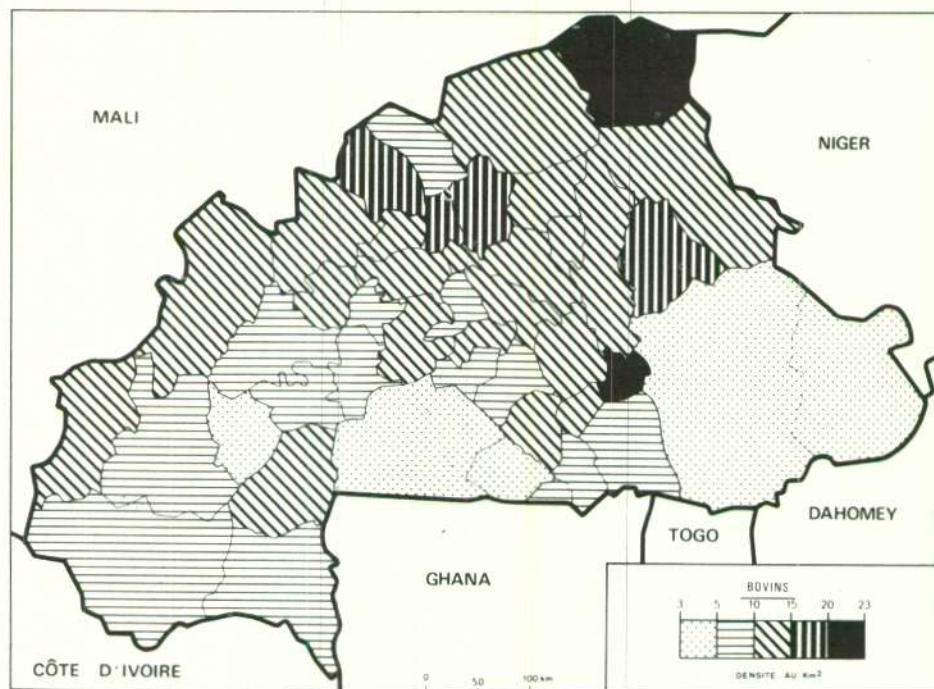 MALI
NIGER
DAHOMEY
TOGO
GHANA
CÔTE D'IVOIRE
0 50 100 km
BOVINS
3 5 10 15 20 23
DENSITE AU Km²